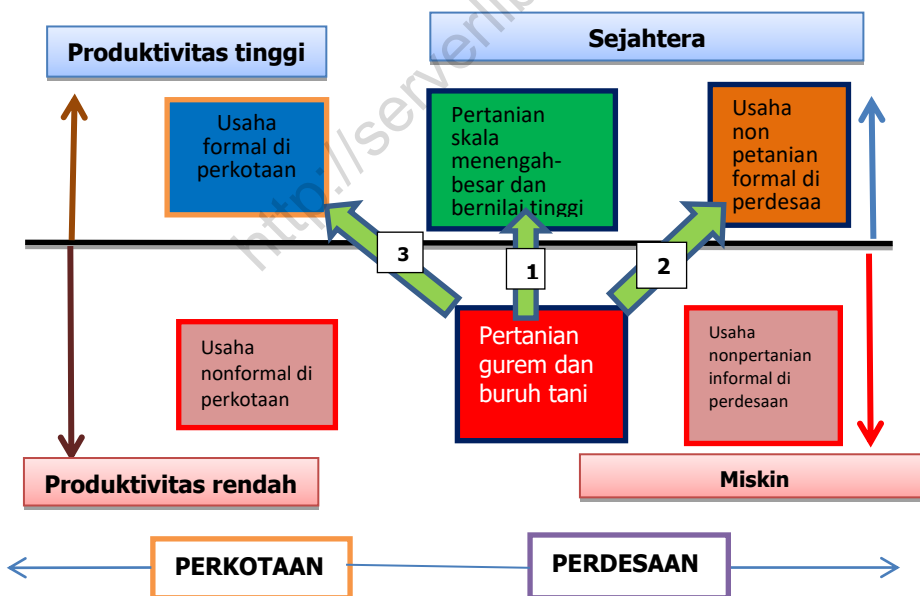 Produktivitas tinggi
Sejahtera
Usaha
formal di
perkotaan
Pertanian
skala
menengah-
besar dan
bernilai tinggi
Usaha
non
petanian
formal di
perdesaa
http://serverlib
3
1
2
Usaha
nonformal di
perkotaan
Pertanian
gurem dan
buruh tani
Usaha
nonpertanian
informal di
perdesaan
Produktivitas rendah
Miskin
PERKOTAAN
PERDESAAN